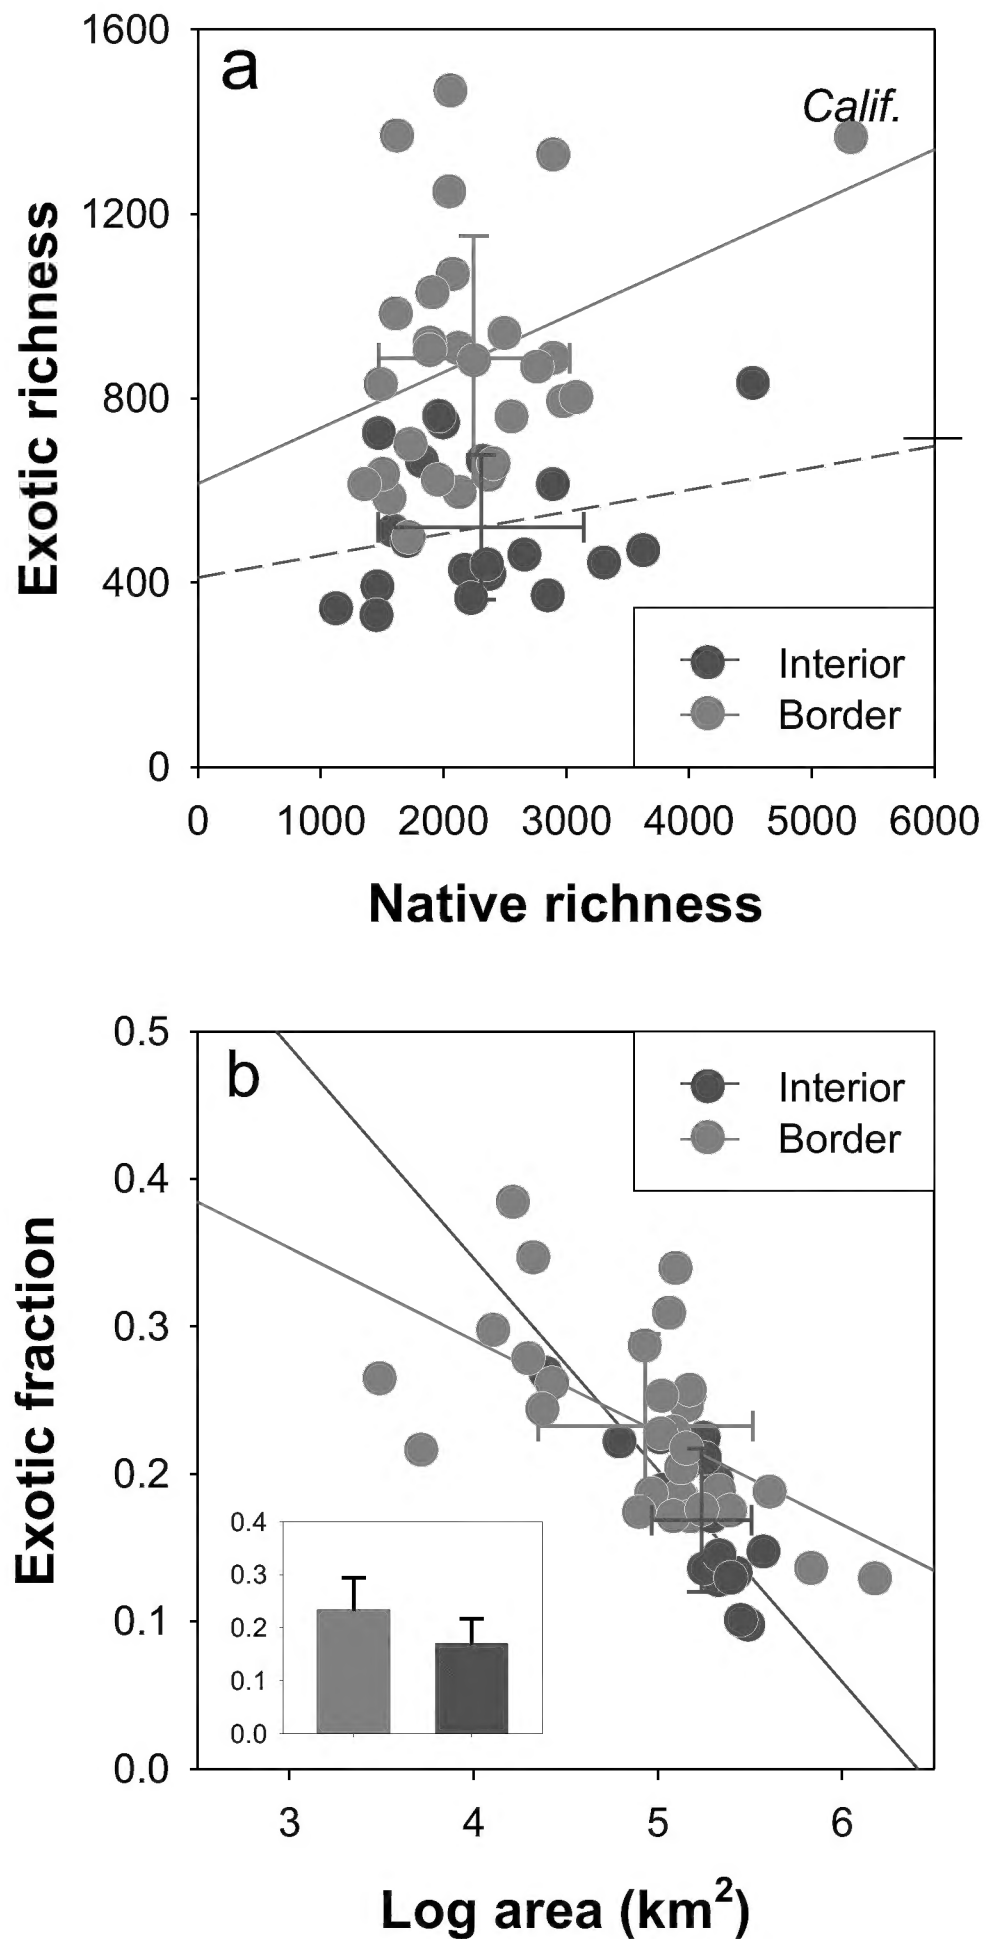 a
Calif.
1600
1200
800
400
0
Exotic richness
Interior
Border
0 1000 2000 3000 4000 5000 6000
Native richness
b
Interior
Border
0.5
0.4
0.3
0.2
0.1
0.0
Exotic fraction
0.4
0.3
0.2
0.1
0.0
3 4 5 6
Log area (km²)